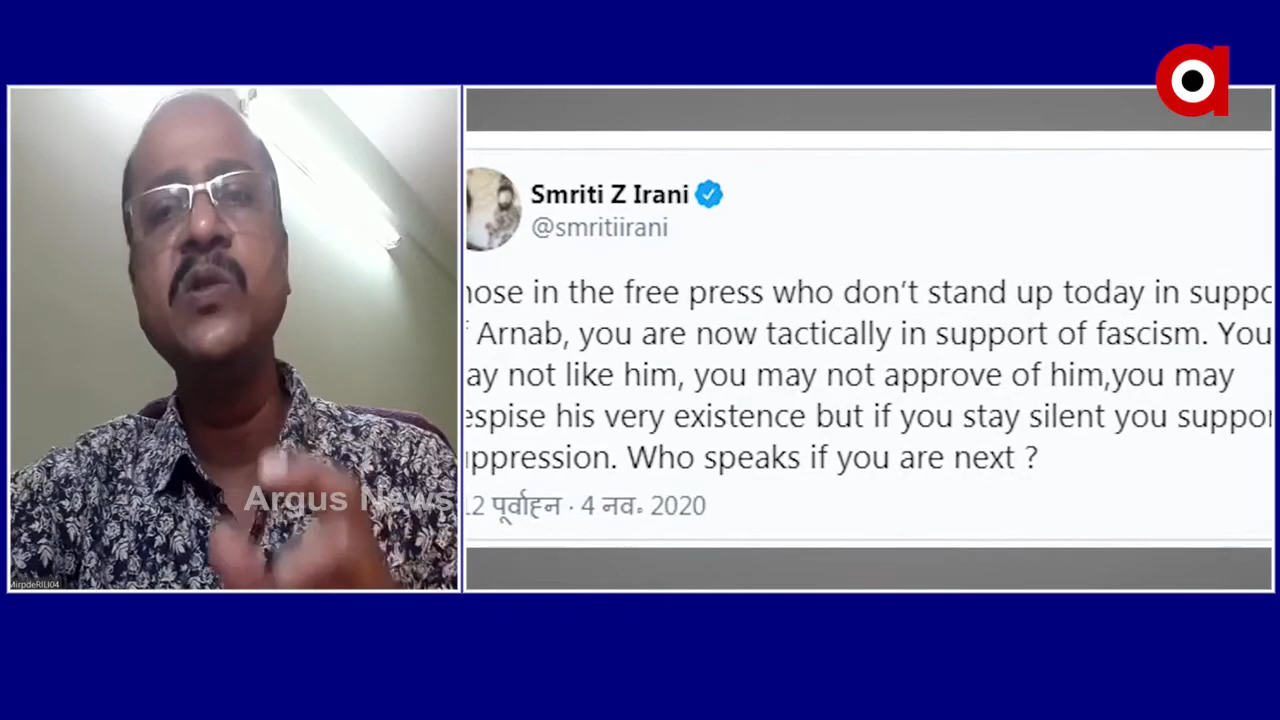 Smriti Z Irani
@smritiirani
hose in the free press who don't stand up today in suppo
Arnab, you are now tactically in support of fascism. You
ay not like him, you may not approve of him,you may
espise his very existence but if you stay silent you suppor
ppression. Who speaks if you are next ?
12 पूर्वाह्न · 4 नव॰ 2020
Argus News